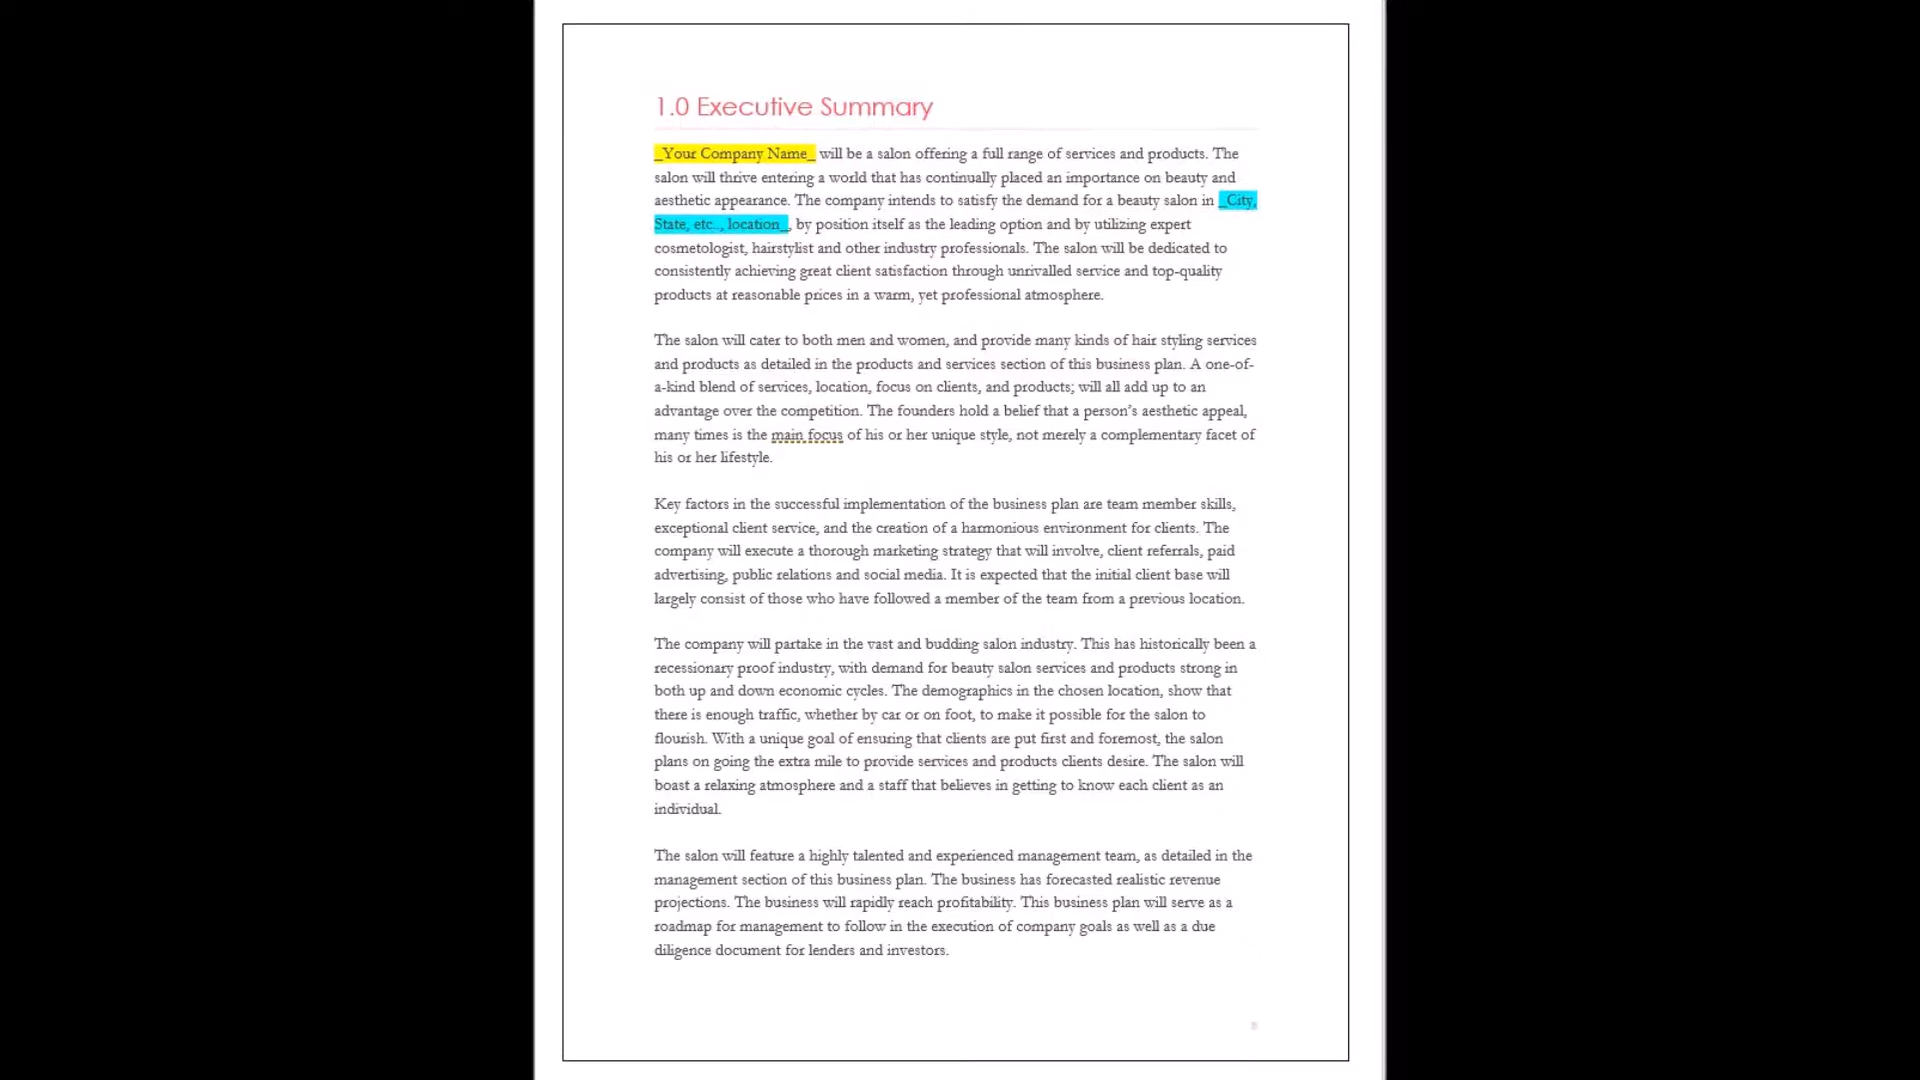 1.0 Executive Summary
_Your Company Name_ will be a salon offering a full range of services and products. The
salon will thrive entering a world that has continually placed an importance on beauty and
aesthetic appearance. The company intends to satisfy the demand for a beauty salon in _City,
State, etc.., location_, by position itself as the leading option and by utilizing expert
cosmetologist, hairstylist and other industry professionals. The salon will be dedicated to
consistently achieving great client satisfaction through unrivalled service and top-quality
products at reasonable prices in a warm, yet professional atmosphere.
The salon will cater to both men and women, and provide many kinds of hair styling services
and products as detailed in the products and services section of this business plan. A one-of-
a-kind blend of services, location, focus on clients, and products; will all add up to an
advantage over the competition. The founders hold a belief that a person’s aesthetic appeal,
many times is the main focus of his or her unique style, not merely a complementary facet of
his or her lifestyle.
Key factors in the successful implementation of the business plan are team member skills,
exceptional client service, and the creation of a harmonious environment for clients. The
company will execute a thorough marketing strategy that will involve, client referrals, paid
advertising, public relations and social media. It is expected that the initial client base will
largely consist of those who have followed a member of the team from a previous location.
The company will partake in the vast and budding salon industry. This has historically been a
recessionary proof industry, with demand for beauty salon services and products strong in
both up and down economic cycles. The demographics in the chosen location, show that
there is enough traffic, whether by car or on foot, to make it possible for the salon to
flourish. With a unique goal of ensuring that clients are put first and foremost, the salon
plans on going the extra mile to provide services and products clients desire. The salon will
boast a relaxing atmosphere and a staff that believes in getting to know each client as an
individual.
The salon will feature a highly talented and experienced management team, as detailed in the
management section of this business plan. The business has forecasted realistic revenue
projections. The business will rapidly reach profitability. This business plan will serve as a
roadmap for management to follow in the execution of company goals as well as a due
diligence document for lenders and investors.